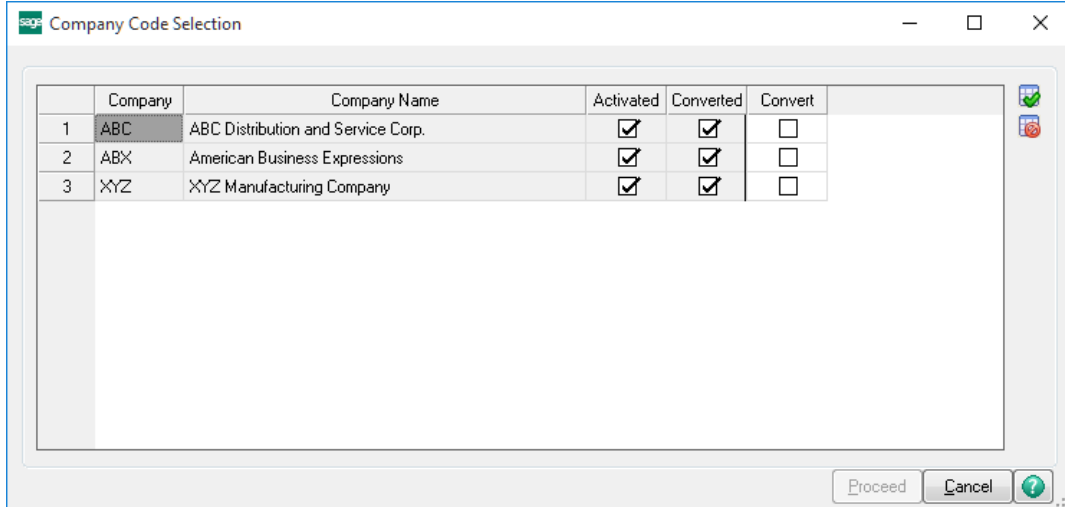 sage Company Code Selection
Company Company Name Activated Converted Convert
1 ABC ABC Distribution and Service Corp.
2 ABX American Business Expressions
3 XYZ XYZ Manufacturing Company
Proceed Cancel ?